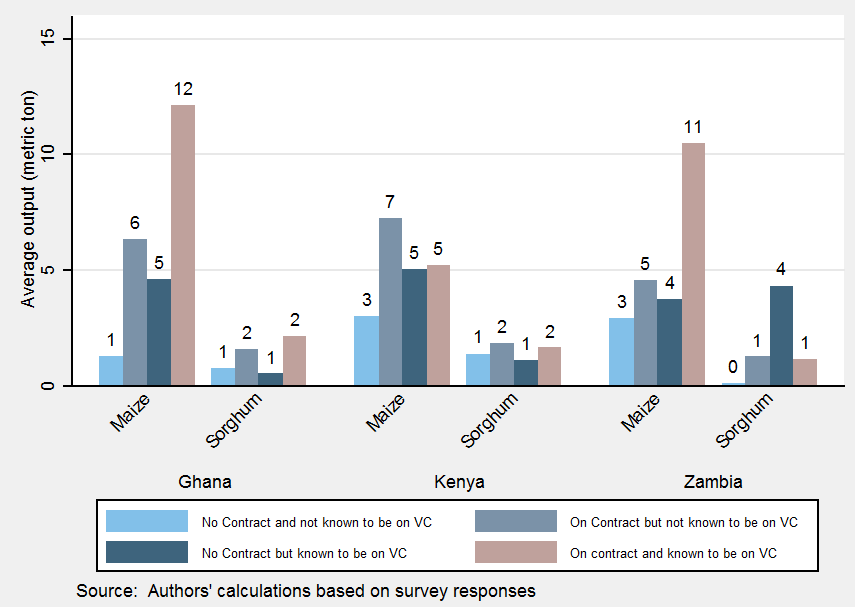 Average output (metric ton)
15
10
5
0
1
6
5
12
1
2
1
2
3
7
5
5
1
2
1
2
3
5
4
11
0
1
4
1
Maize
Sorghum
Maize
Sorghum
Maize
Sorghum
Ghana
Kenya
Zambia
No Contract and not known to be on VC
On Contract but not known to be on VC
No Contract but known to be on VC
On contract and known to be on VC
Source:  Authors' calculations based on survey responses